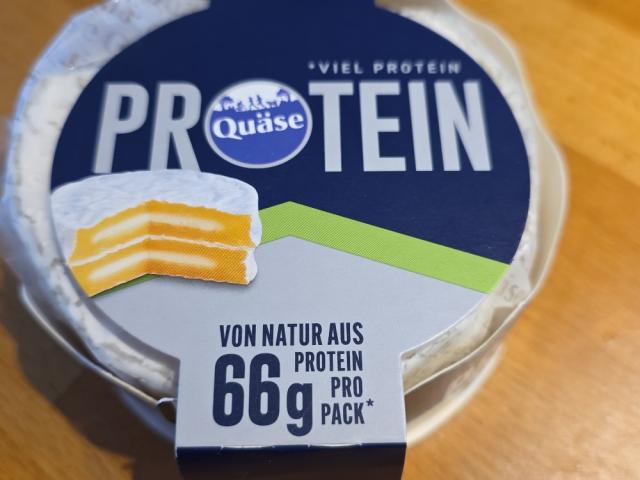 *VIEL PROTEIN
PROTEIN
Quäse
VON NATUR AUS
66g PROTEIN
PRO
PACK*